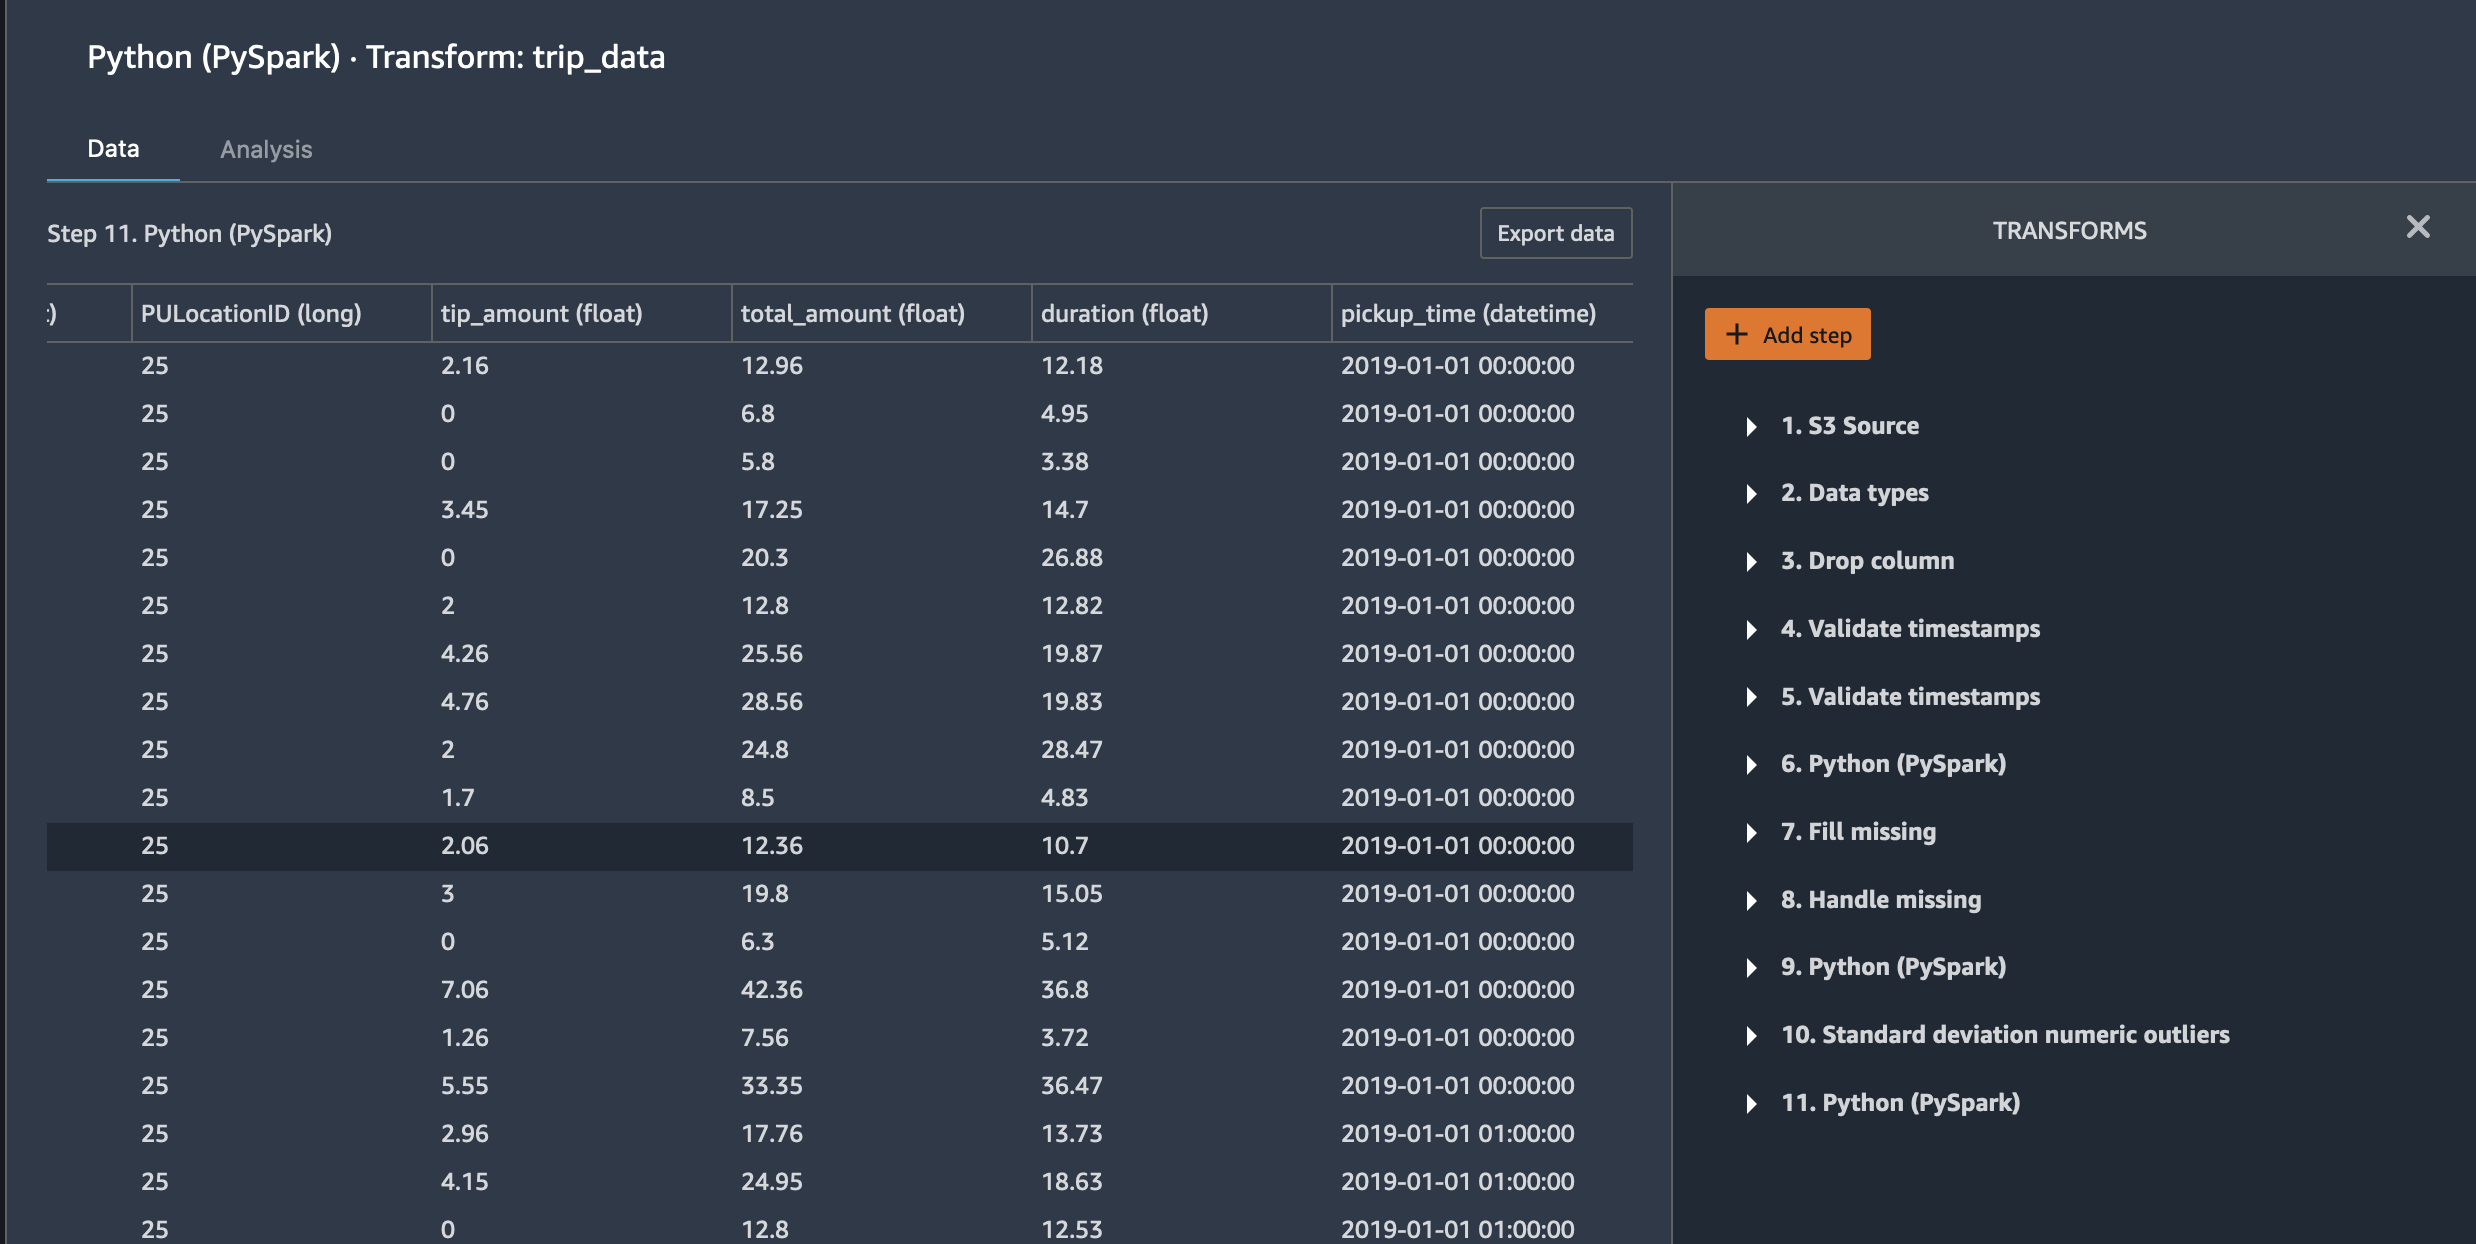 Python (PySpark) · Transform: trip_data
Data Analysis
Step 11. Python (PySpark) Export data
:) PULocationID (long) tip_amount (float) total_amount (float) duration (float) pickup_time (datetime)
25 2.16 12.96 12.18 2019-01-01 00:00:00
25 0 6.8 4.95 2019-01-01 00:00:00
25 0 5.8 3.38 2019-01-01 00:00:00
25 3.45 17.25 14.7 2019-01-01 00:00:00
25 0 20.3 26.88 2019-01-01 00:00:00
25 2 12.8 12.82 2019-01-01 00:00:00
25 4.26 25.56 19.87 2019-01-01 00:00:00
25 4.76 28.56 19.83 2019-01-01 00:00:00
25 2 24.8 28.47 2019-01-01 00:00:00
25 1.7 8.5 4.83 2019-01-01 00:00:00
25 2.06 12.36 10.7 2019-01-01 00:00:00
25 3 19.8 15.05 2019-01-01 00:00:00
25 0 6.3 5.12 2019-01-01 00:00:00
25 7.06 42.36 36.8 2019-01-01 00:00:00
25 1.26 7.56 3.72 2019-01-01 00:00:00
25 5.55 33.35 36.47 2019-01-01 00:00:00
25 2.96 17.76 13.73 2019-01-01 01:00:00
25 4.15 24.95 18.63 2019-01-01 01:00:00
25 0 12.8 12.53 2019-01-01 01:00:00
TRANSFORMS
+ Add step
1. S3 Source
2. Data types
3. Drop column
4. Validate timestamps
5. Validate timestamps
6. Python (PySpark)
7. Fill missing
8. Handle missing
9. Python (PySpark)
10. Standard deviation numeric outliers
11. Python (PySpark)